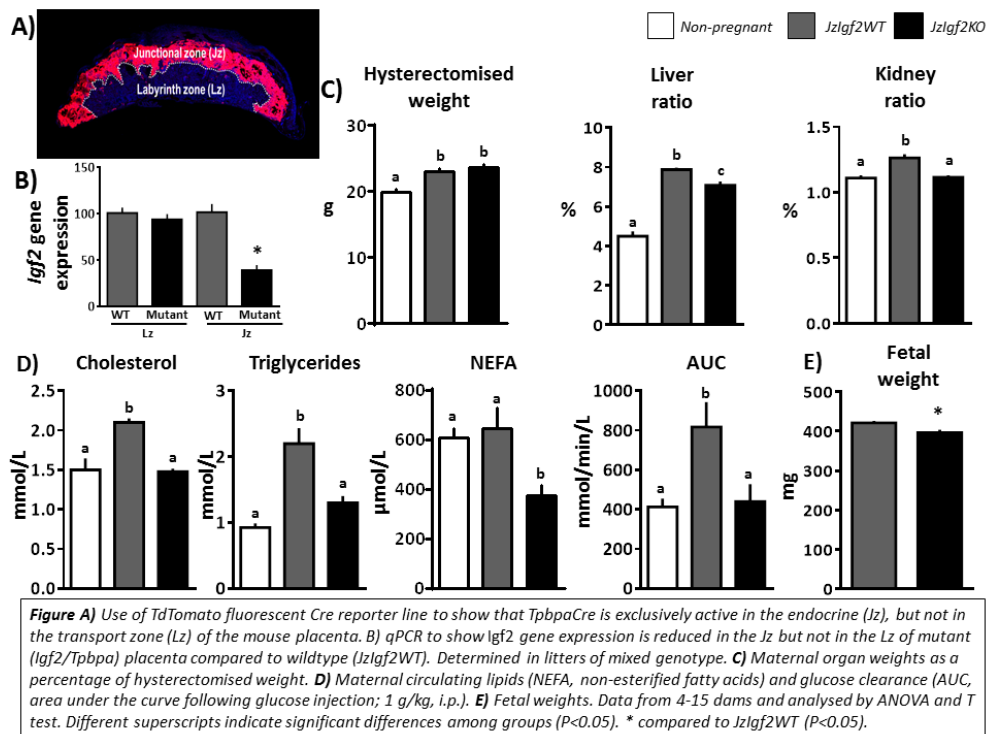 Non-pregnant JzIgf2WT JzIgf2KO
A)
Junctional zone (Jz)
Labyrinth zone (Lz)
B)
Igf2 gene
expression
150
100
50
0
*
WT Mutant WT Mutant
Lz Jz
C)
Hysterectomised
weight
g
30
20
10
0
a b b
Liver
ratio
%
10
8
6
4
2
0
a b c
Kidney
ratio
%
1.5
1.0
0.5
0.0
a b a
D)
Cholesterol
mmol/L
2.5
2.0
1.5
1.0
0.5
0.0
a b a
Triglycerides
mmol/L
3
2
1
0
a b a
NEFA
µmol/L
800
600
400
200
0
a a b
AUC
mmol/min/L
1000
800
600
400
200
0
a b a
E)
Fetal
weight
mg
500
400
300
200
100
0
*
Figure A) Use of TdTomato fluorescent Cre reporter line to show that TpbpaCre is exclusively active in the endocrine (Jz), but not in
the transport zone (Lz) of the mouse placenta. B) qPCR to show Igf2 gene expression is reduced in the Jz but not in the Lz of mutant
(Igf2/Tpbpa) placenta compared to wildtype (JzIgf2WT). Determined in litters of mixed genotype. C) Maternal organ weights as a
percentage of hysterectomised weight. D) Maternal circulating lipids (NEFA, non-esterified fatty acids) and glucose clearance (AUC,
area under the curve following glucose injection; 1 g/kg, i.p.). E) Fetal weights. Data from 4-15 dams and analysed by ANOVA and T
test. Different superscripts indicate significant differences among groups (P<0.05). * compared to JzIgf2WT (P<0.05).